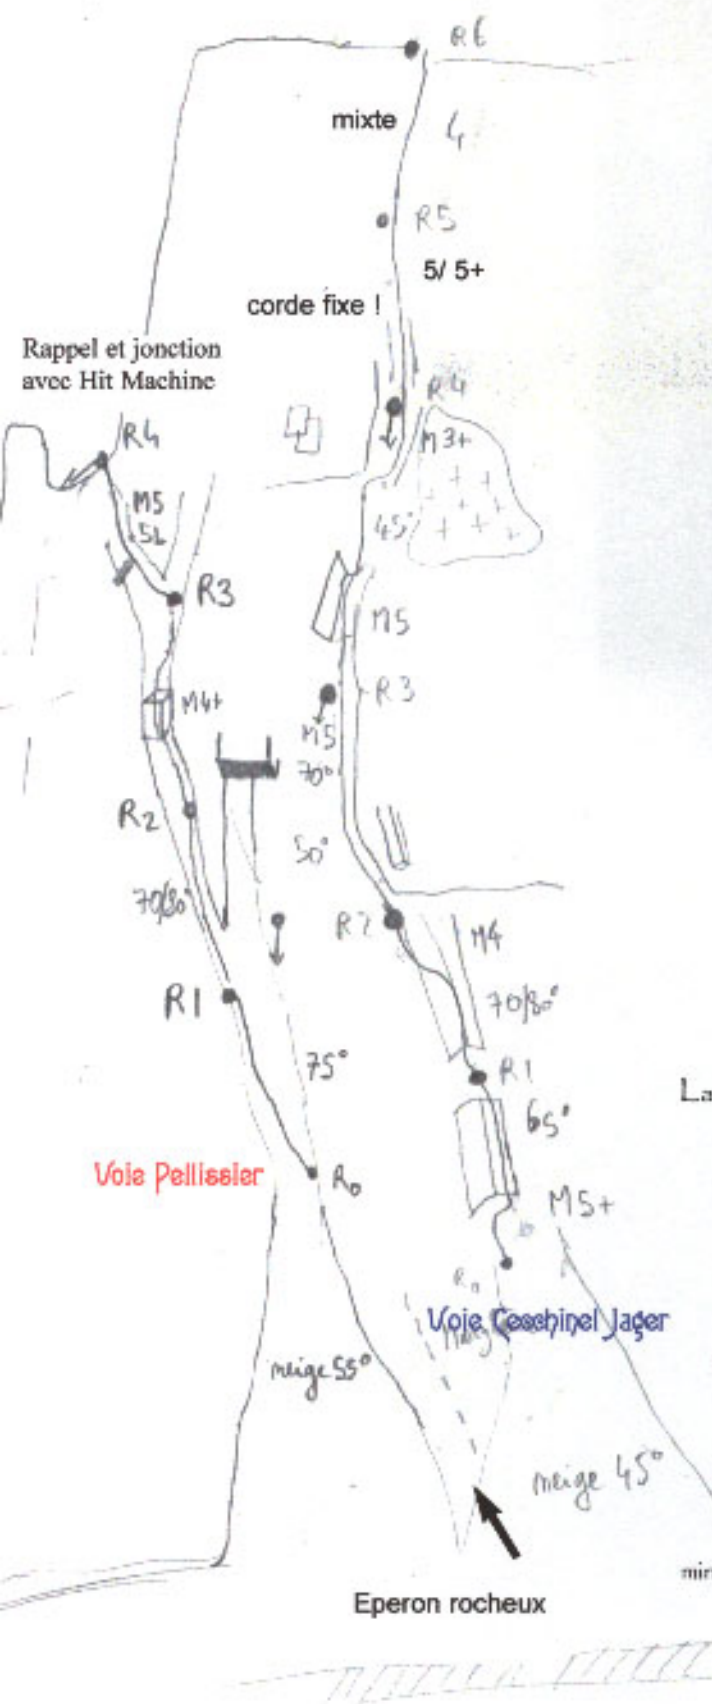 R6
mixte
4
R5
5/ 5+
corde fixe !
Rappel et jonction
avec Hit Machine
R4
R4
M3+
M5
45°
R3
M5
M4+
R3
M5
70°
R2
50°
70/80°
R2
M4
R1
70/80°
75°
R1
65°
Voie Pellissier
R0
M5+
R0
Voie Cecchinel Jager
neige 55°
neige 45°
Eperon rocheux